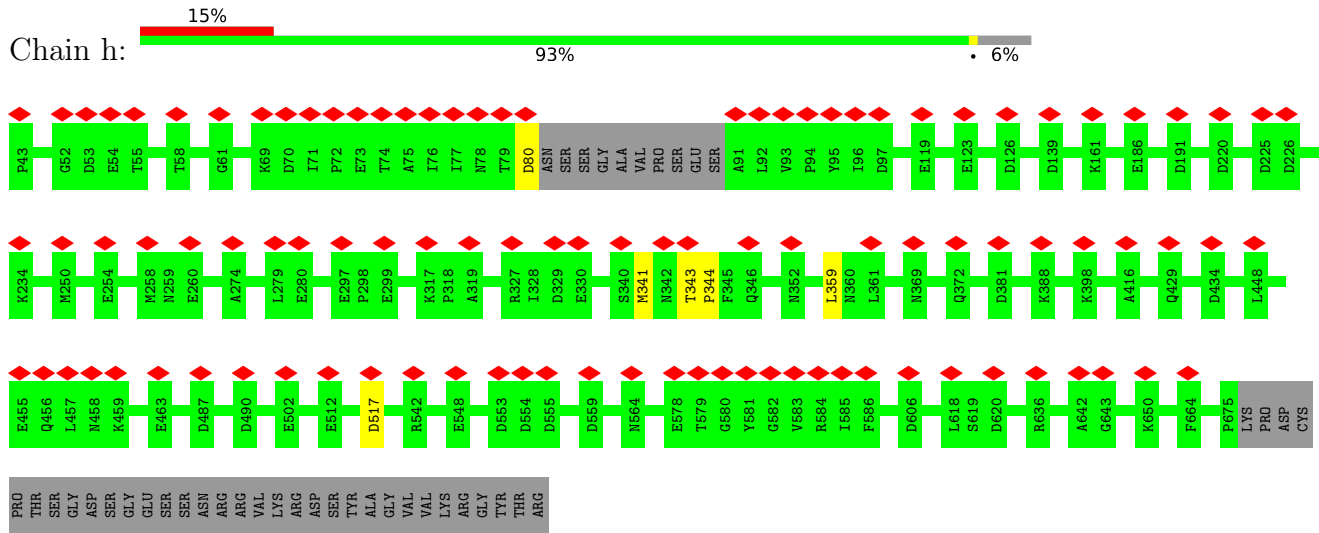 15%
Chain h:
93%
• 6%
P43 G52 D53 E54 T55 T58 G61 K69 D70 I71 P72 E73 T74 A75 I76 I77 N78 T79 D80 ASN SER SER GLY ALA VAL PRO SER GLU SER A91 L92 V93 P94 Y95 I96 D97 E119 E123 D126 D139 K161 E186 D191 D220 D225 D226
K234 M250 E254 M258 N259 E260 A274 L279 E280 E297 P298 E299 K317 P318 A319 R327 I328 D329 E330 S340 M341 N342 T343 P344 F345 Q346 N352 L359 N360 L361 N369 Q372 D381 K388 K398 A416 Q429 D434 L448
E455 Q456 L457 N458 K459 E463 D487 D490 E502 E512 D517 R542 E548 D553 D554 D555 D559 N564 E578 T579 G580 Y581 G582 V583 R584 I585 F586 D606 L618 S619 D620 R636 A642 G643 K650 F664 P675 LYS PRO ASP CYS
PRO THR SER GLY ASP SER GLY GLU SER SER ASN ARG ARG VAL LYS ARG ASP SER TYR ALA GLY VAL VAL LYS ARG GLY TYR THR ARG